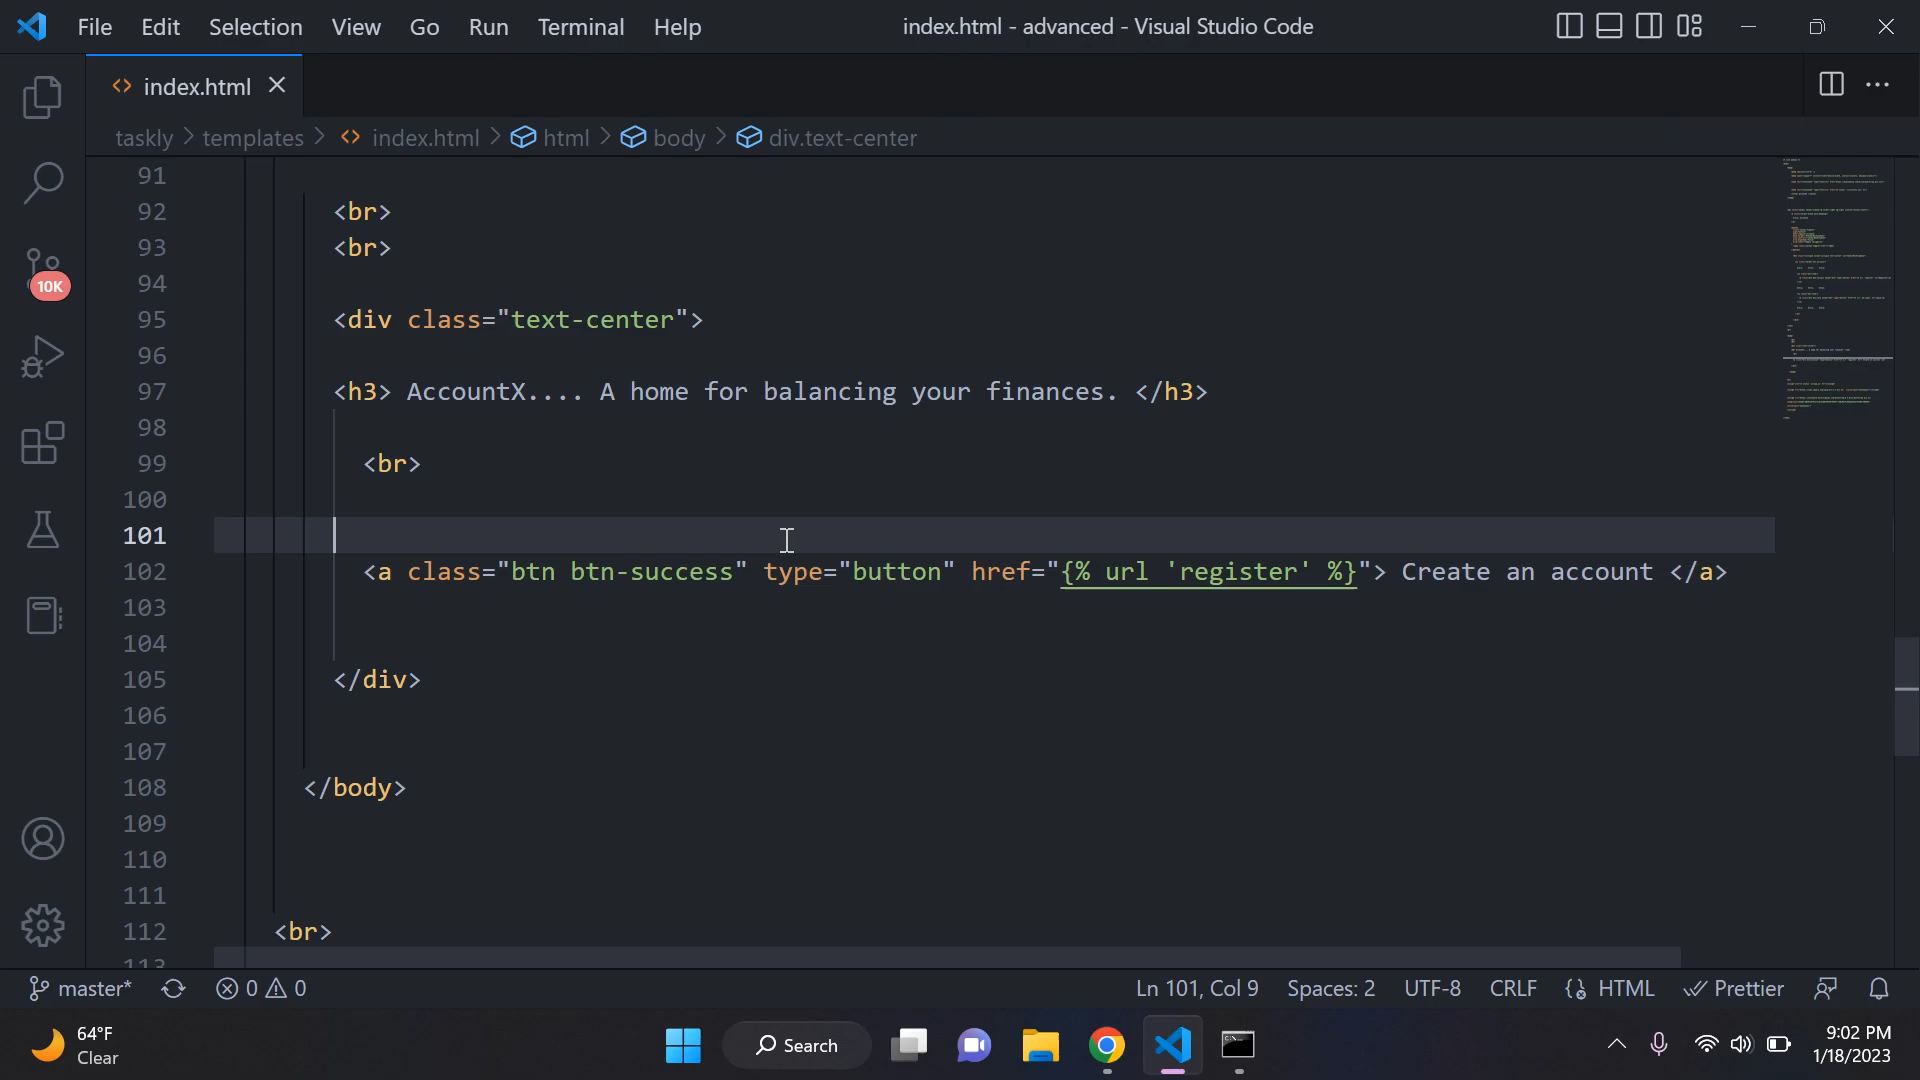 File Edit Selection View Go Run Terminal Help index.html - advanced - Visual Studio Code
<> index.html
taskly > templates > <> index.html > html > body > div.text-center
91
92 <br>
93 <br>
94
95 <div class="text-center">
96
97 <h3> AccountX.... A home for balancing your finances. </h3>
98
99 <br>
100
101
102 <a class="btn btn-success" type="button" href="{% url 'register' %}"> Create an account </a>
103
104
105 </div>
106
107
108 </body>
109
110
111
112 <br>
113
10K
master* 0 0 Ln 101, Col 9 Spaces: 2 UTF-8 CRLF HTML Prettier
64°F
Clear
Search
9:02 PM
1/18/2023